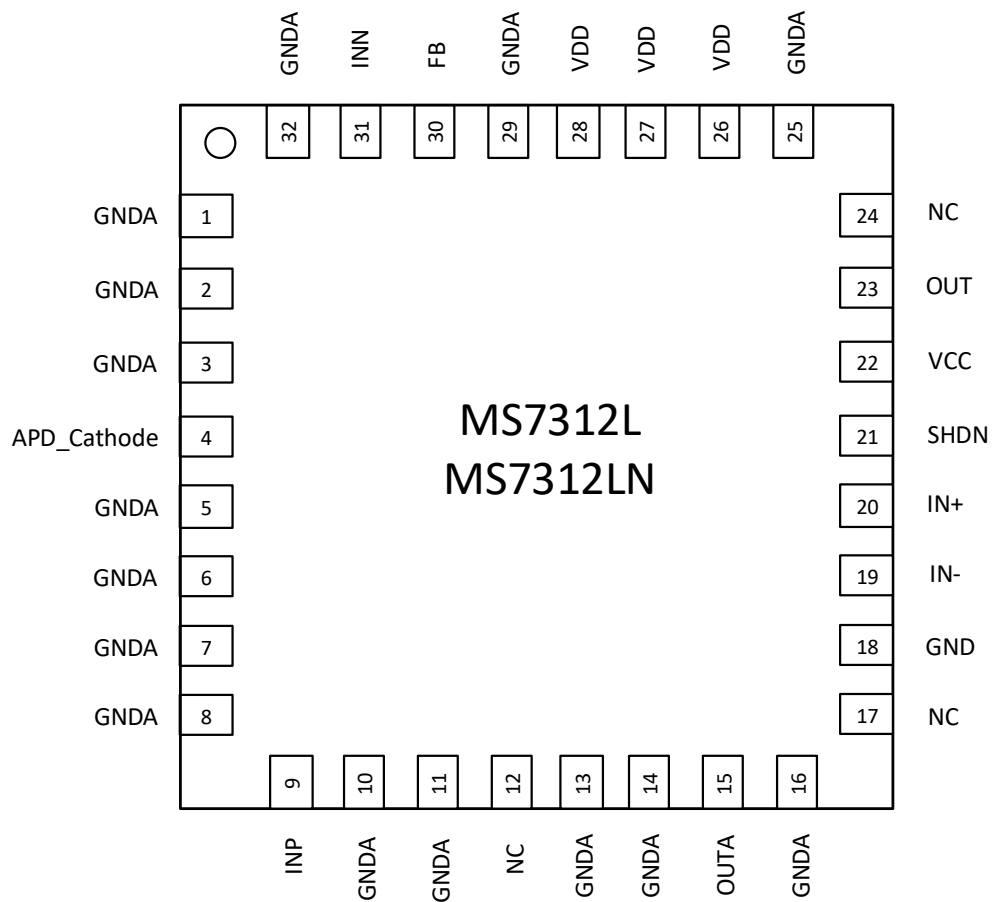 GNDA INN FB GNDA VDD VDD VDD GNDA
32 31 30 29 28 27 26 25
GNDA 1
GNDA 2
GNDA 3
APD_Cathode 4
GNDA 5
GNDA 6
GNDA 7
GNDA 8
MS7312L
MS7312LN
24 NC
23 OUT
22 VCC
21 SHDN
20 IN+
19 IN-
18 GND
17 NC
9 10 11 12 13 14 15 16
INP GNDA GNDA NC GNDA GNDA OUTA GNDA